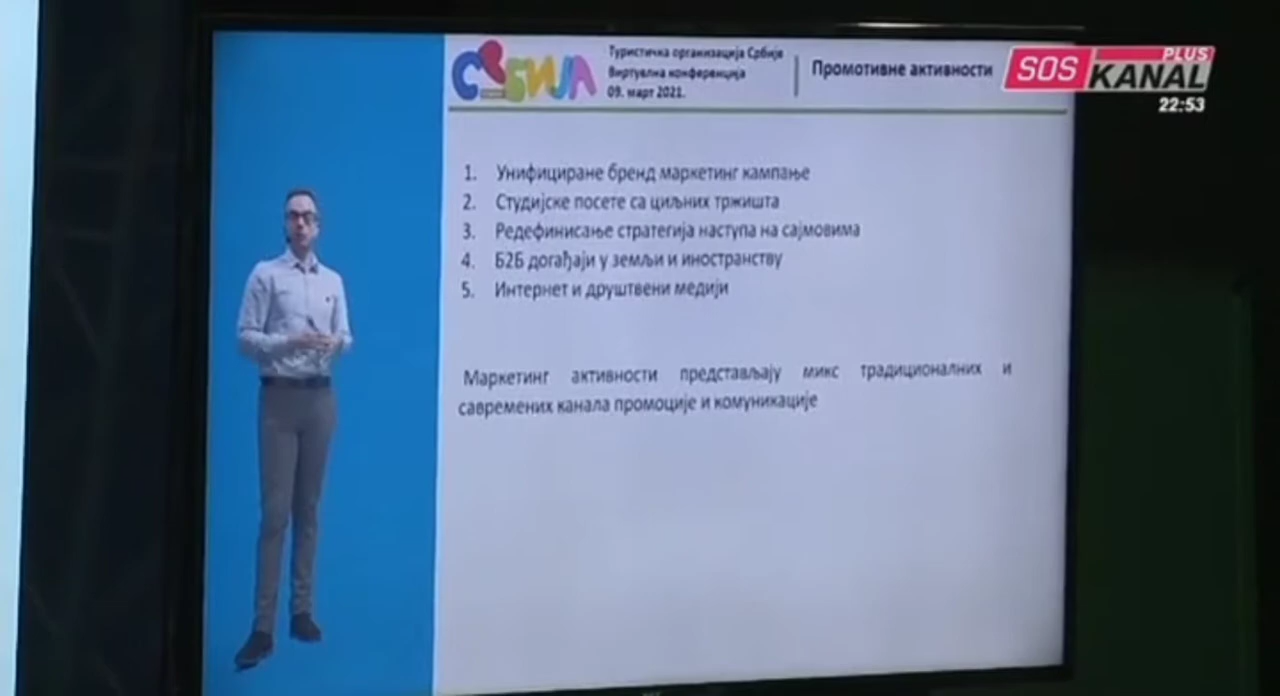 СРБИЈА
Туристичка организација Србије
Виртуелна конференција
09. март 2021.
Промотивне активности
SOS KANAL PLUS
22:53
1. Унифициране бренд маркетинг кампање
2. Студијске посете са циљних тржишта
3. Редефинисање стратегија наступа на сајмовима
4. Б2Б догађаји у земљи и иностранству
5. Интернет и друштвени медији
Маркетинг активности представљају микс традиционалних и
савремених канала промоције и комуникације